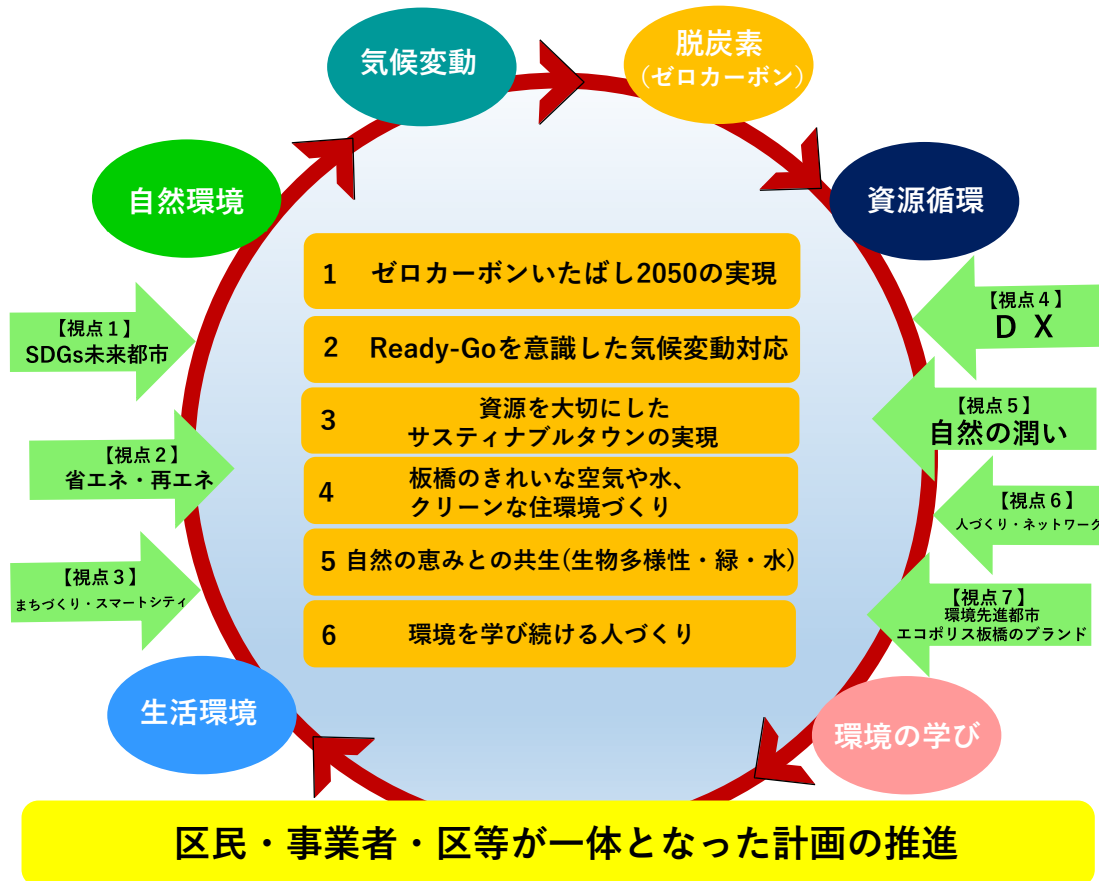 気候変動
脱炭素
（ゼロカーボン）
自然環境
資源循環
1 ゼロカーボンいたばし2050の実現
2 Ready-Goを意識した気候変動対応
3 資源を大切にした
サスティナブルタウンの実現
4 板橋のきれいな空気や水、
クリーンな住環境づくり
5 自然の恵みとの共生(生物多様性・緑・水)
6 環境を学び続ける人づくり
【視点１】
SDGs未来都市
【視点２】
省エネ・再エネ
【視点３】
まちづくり・スマートシティ
【視点４】
ＤＸ
【視点５】
自然の潤い
【視点６】
人づくり・ネットワーク
【視点７】
環境先進都市
エコポリス板橋のブランド
生活環境
環境の学び
区民・事業者・区等が一体となった計画の推進